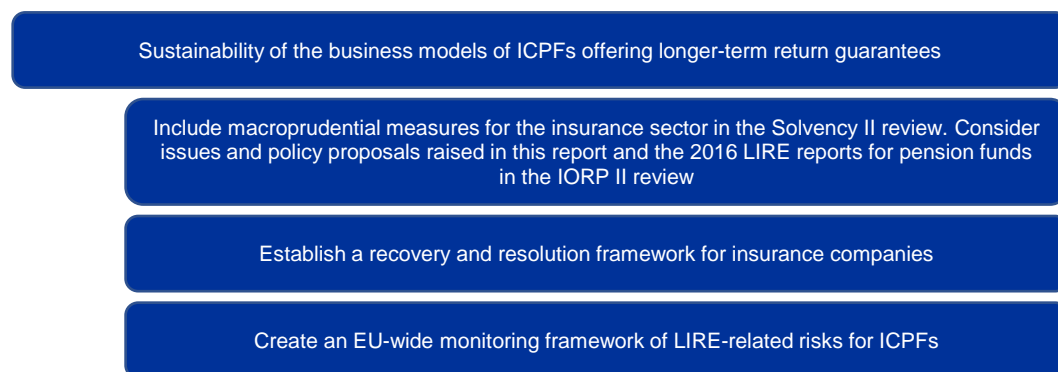 Sustainability of the business models of ICPFs offering longer-term return guarantees
Include macroprudential measures for the insurance sector in the Solvency II review. Consider
issues and policy proposals raised in this report and the 2016 LIRE reports for pension funds
in the IORP II review
Establish a recovery and resolution framework for insurance companies
Create an EU-wide monitoring framework of LIRE-related risks for ICPFs